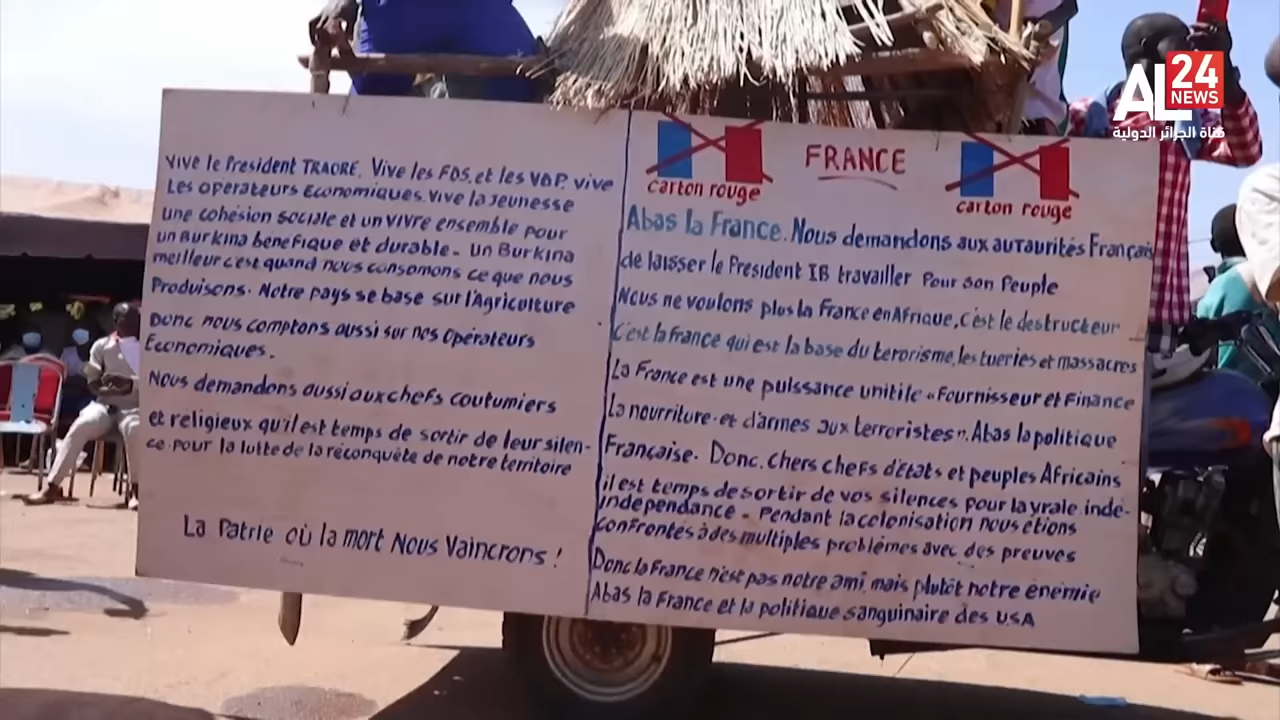 AL24 NEWS
قناة الجزائر الدولية
Vive le President TRAORE. Vive les FDS. et les VDP. vive
Les operateurs Economiques. Vive la Jeunesse
une cohésion sociale et un vivre ensemble pour
un Burkina benefique et durable - un Burkina
meilleur c'est quand nous consomons ce que nous
Produisons. Notre pays se base sur l'Agriculture
Donc nous comptons aussi sur nos Opérateurs
Economiques.
Nous demandons aussi aux chefs coutumiers
et religieux qu'il est temps de sortir de leur silen-
ce pour la lutte de la réconquête de notre territoire
La Patrie où la mort Nous Vaincrons !
FRANCE
carton rouge
carton rouge
Abas la France. Nous demandons aux autaurités Français
de laisser le President IB travailler Pour son Peuple
Nous ne voulons plus la France en Afrique, c'est le destructeur
C'est la france qui est la base du terorisme, les tueries et massacres
La France est une puissance unitile "Fournisseur et Finance
La nourriture et d'armes aux terroristes". Abas la politique
Française. Donc. chers chefs d'Etats et peuples Africains
il est temps de sortir de vos silences pour la vraie indé-
independance - Pendant la colonisation nous étions
confrontés à des multiples problèmes avec des preuves
Donc la France n'est pas notre ami, mais plutôt notre énemie
Abas la France et la politique sanguinaire des USA